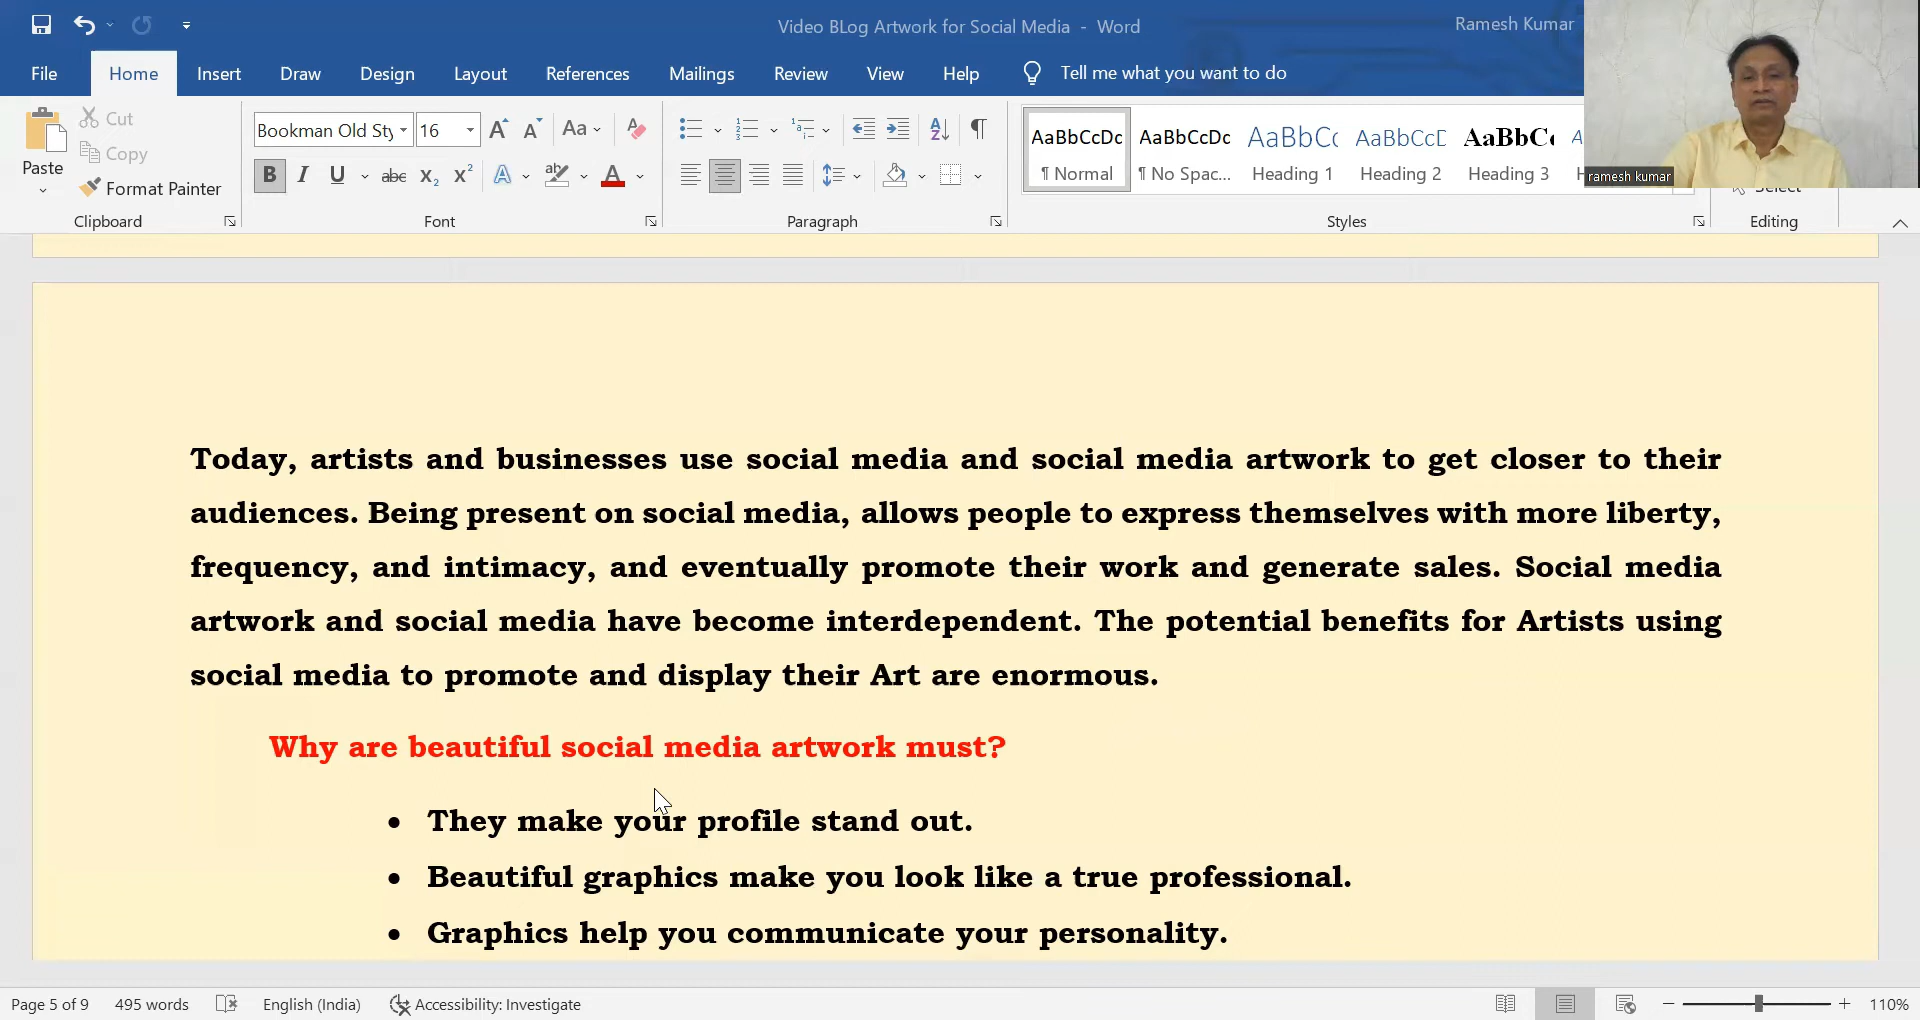 Video BLog Artwork for Social Media - Word
Ramesh Kumar
File Home Insert Draw Design Layout References Mailings Review View Help Tell me what you want to do
Paste
Cut
Copy
Format Painter
Clipboard
Bookman Old Sty
16
Font
Paragraph
AaBbCcDc AaBbCcDc AaBbCc AaBbCcD AaBbCc
¶ Normal ¶ No Spac... Heading 1 Heading 2 Heading 3
Styles
Select
Editing
ramesh kumar
Today, artists and businesses use social media and social media artwork to get closer to their
audiences. Being present on social media, allows people to express themselves with more liberty,
frequency, and intimacy, and eventually promote their work and generate sales. Social media
artwork and social media have become interdependent. The potential benefits for Artists using
social media to promote and display their Art are enormous.
Why are beautiful social media artwork must?
• They make your profile stand out.
• Beautiful graphics make you look like a true professional.
• Graphics help you communicate your personality.
Page 5 of 9 495 words English (India) Accessibility: Investigate 110%